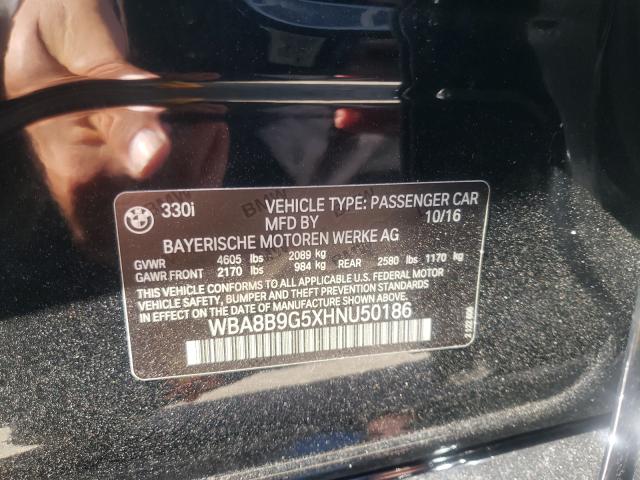 330i VEHICLE TYPE: PASSENGER CAR
MFD BY 10/16
BAYERISCHE MOTOREN WERKE AG
GVWR 4605 lbs 2089 kg
GAWR FRONT 2170 lbs 984 kg REAR 2580 lbs 1170 kg
THIS VEHICLE CONFORMS TO ALL APPLICABLE U.S. FEDERAL MOTOR
VEHICLE SAFETY, BUMPER AND THEFT PREVENTION STANDARDS
IN EFFECT ON THE DATE OF MANUFACTURE SHOWN ABOVE.
WBA8B9G5XHNU50186